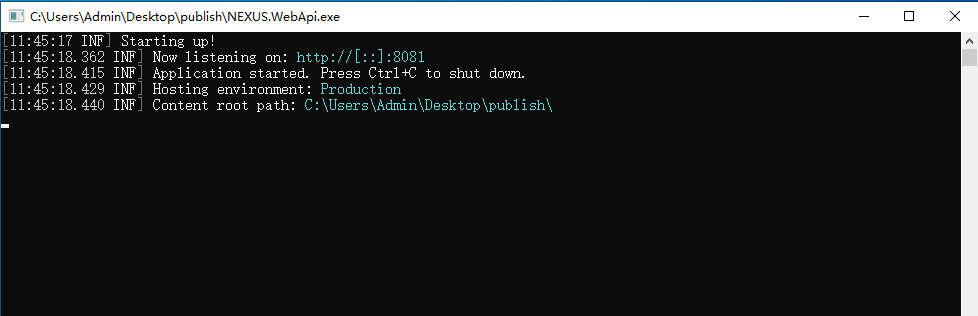 C:\Users\Admin\Desktop\publish\NEXUS.WebApi.exe
[11:45:17 INF] Starting up!
[11:45:18.362 INF] Now listening on: http://[::]:8081
[11:45:18.415 INF] Application started. Press Ctrl+C to shut down.
[11:45:18.429 INF] Hosting environment: Production
[11:45:18.440 INF] Content root path: C:\Users\Admin\Desktop\publish\